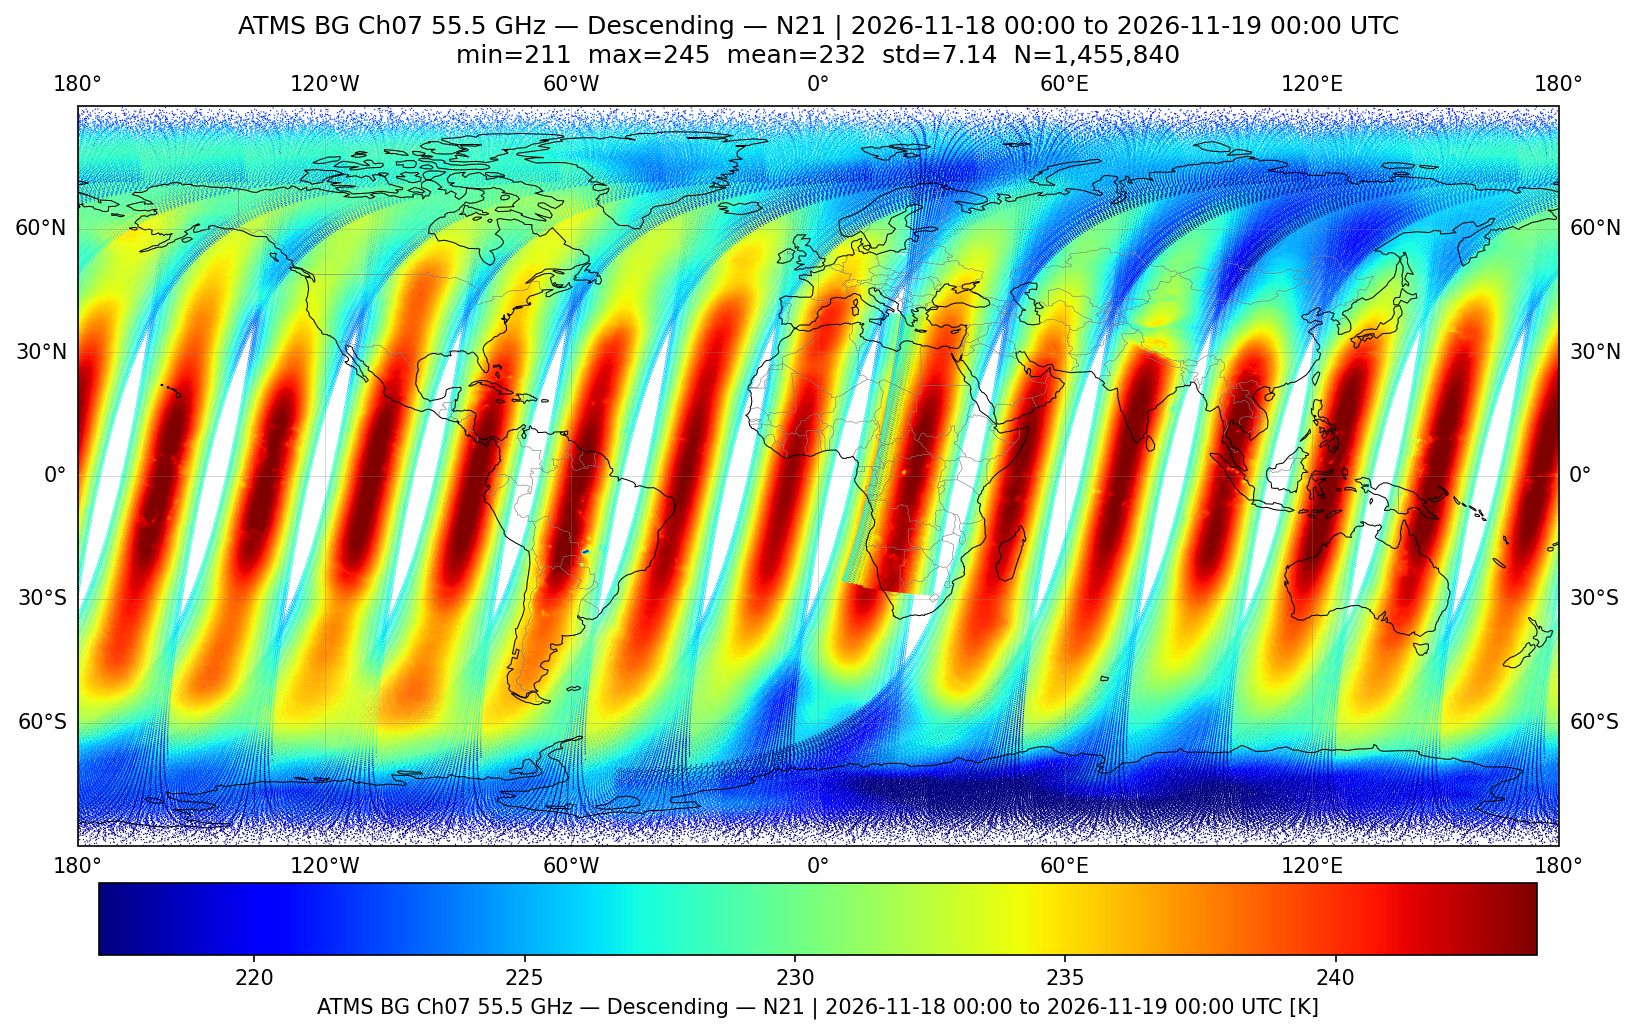 ATMS BG Ch07 55.5 GHz — Descending — N21 | 2026-11-18 00:00 to 2026-11-19 00:00 UTC
min=211 max=245 mean=232 std=7.14 N=1,455,840
180° 120°W 60°W 0° 60°E 120°E 180°
60°N 60°N
30°N 30°N
0° 0°
30°S 30°S
60°S 60°S
180° 120°W 60°W 0° 60°E 120°E 180°
220 225 230 235 240
ATMS BG Ch07 55.5 GHz — Descending — N21 | 2026-11-18 00:00 to 2026-11-19 00:00 UTC [K]